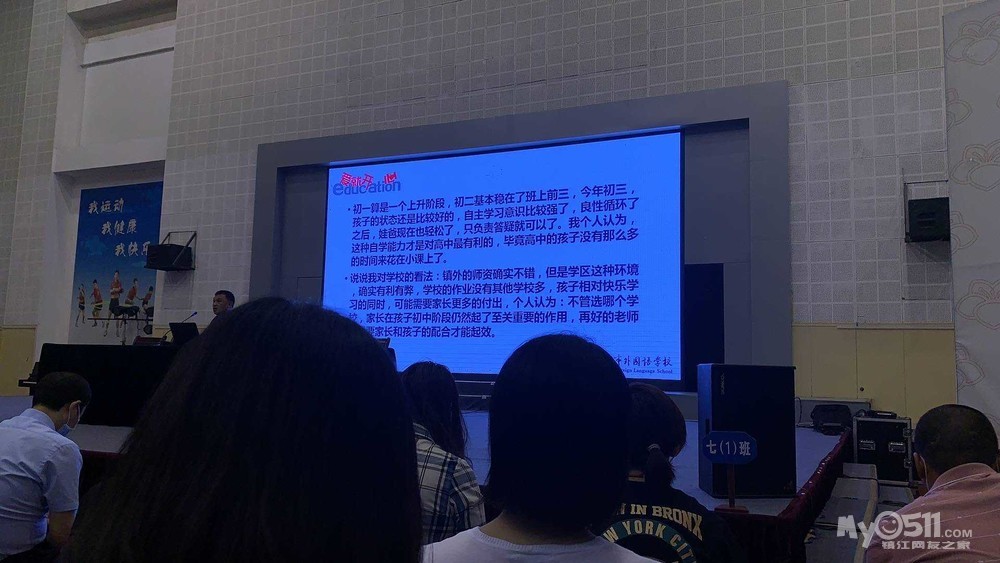 我运动
我健康
我快乐
education
•初一算是一个上升阶段，初二基本稳在了班上前三，今年初三，
孩子的状态还是比较好的，自主学习意识比较强了，良性循环了
之后，娃爸现在也轻松了，只负责答疑就可以了。我个人认为，
这种自学能力才是对高中最有利的，毕竟高中的孩子没有那么多
的时间来花在小课上了。
•说说我对学校的看法：镇外的师资确实不错，但是学区这种环境
，确实有利有弊，学校的作业没有其他学校多，孩子相对快乐学
习的同时，可能需要家长更多的付出，个人认为：不管选哪个学
校，家长在孩子初中阶段仍然起了至关重要的作用，再好的老师
要家长和孩子的配合才能起效。
外国语学校
Language School
七（1）班
IN BRONX
NEW YORK CITY
My0511.COM
镇江网友之家